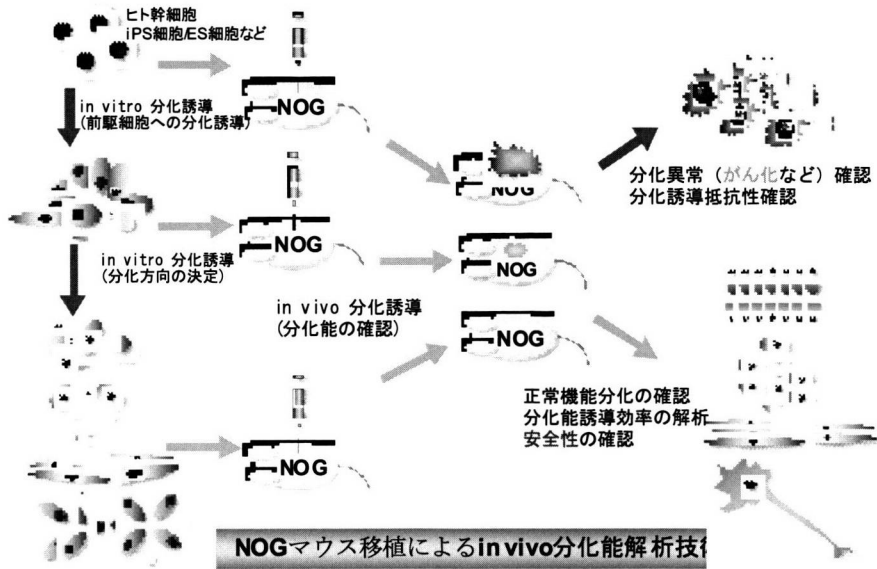 ヒト幹細胞
iPS細胞/ES細胞など
NOG
in vitro 分化誘導
(前駆細胞への分化誘導)
NOG
分化異常（がん化など）確認
分化誘導抵抗性確認
NOG
in vitro 分化誘導
(分化方向の決定)
NOG
in vivo 分化誘導
(分化能の確認)
NOG
正常機能分化の確認
分化能誘導効率の解析
安全性の確認
NOG
NOGマウス移植によるin vivo分化能解析技